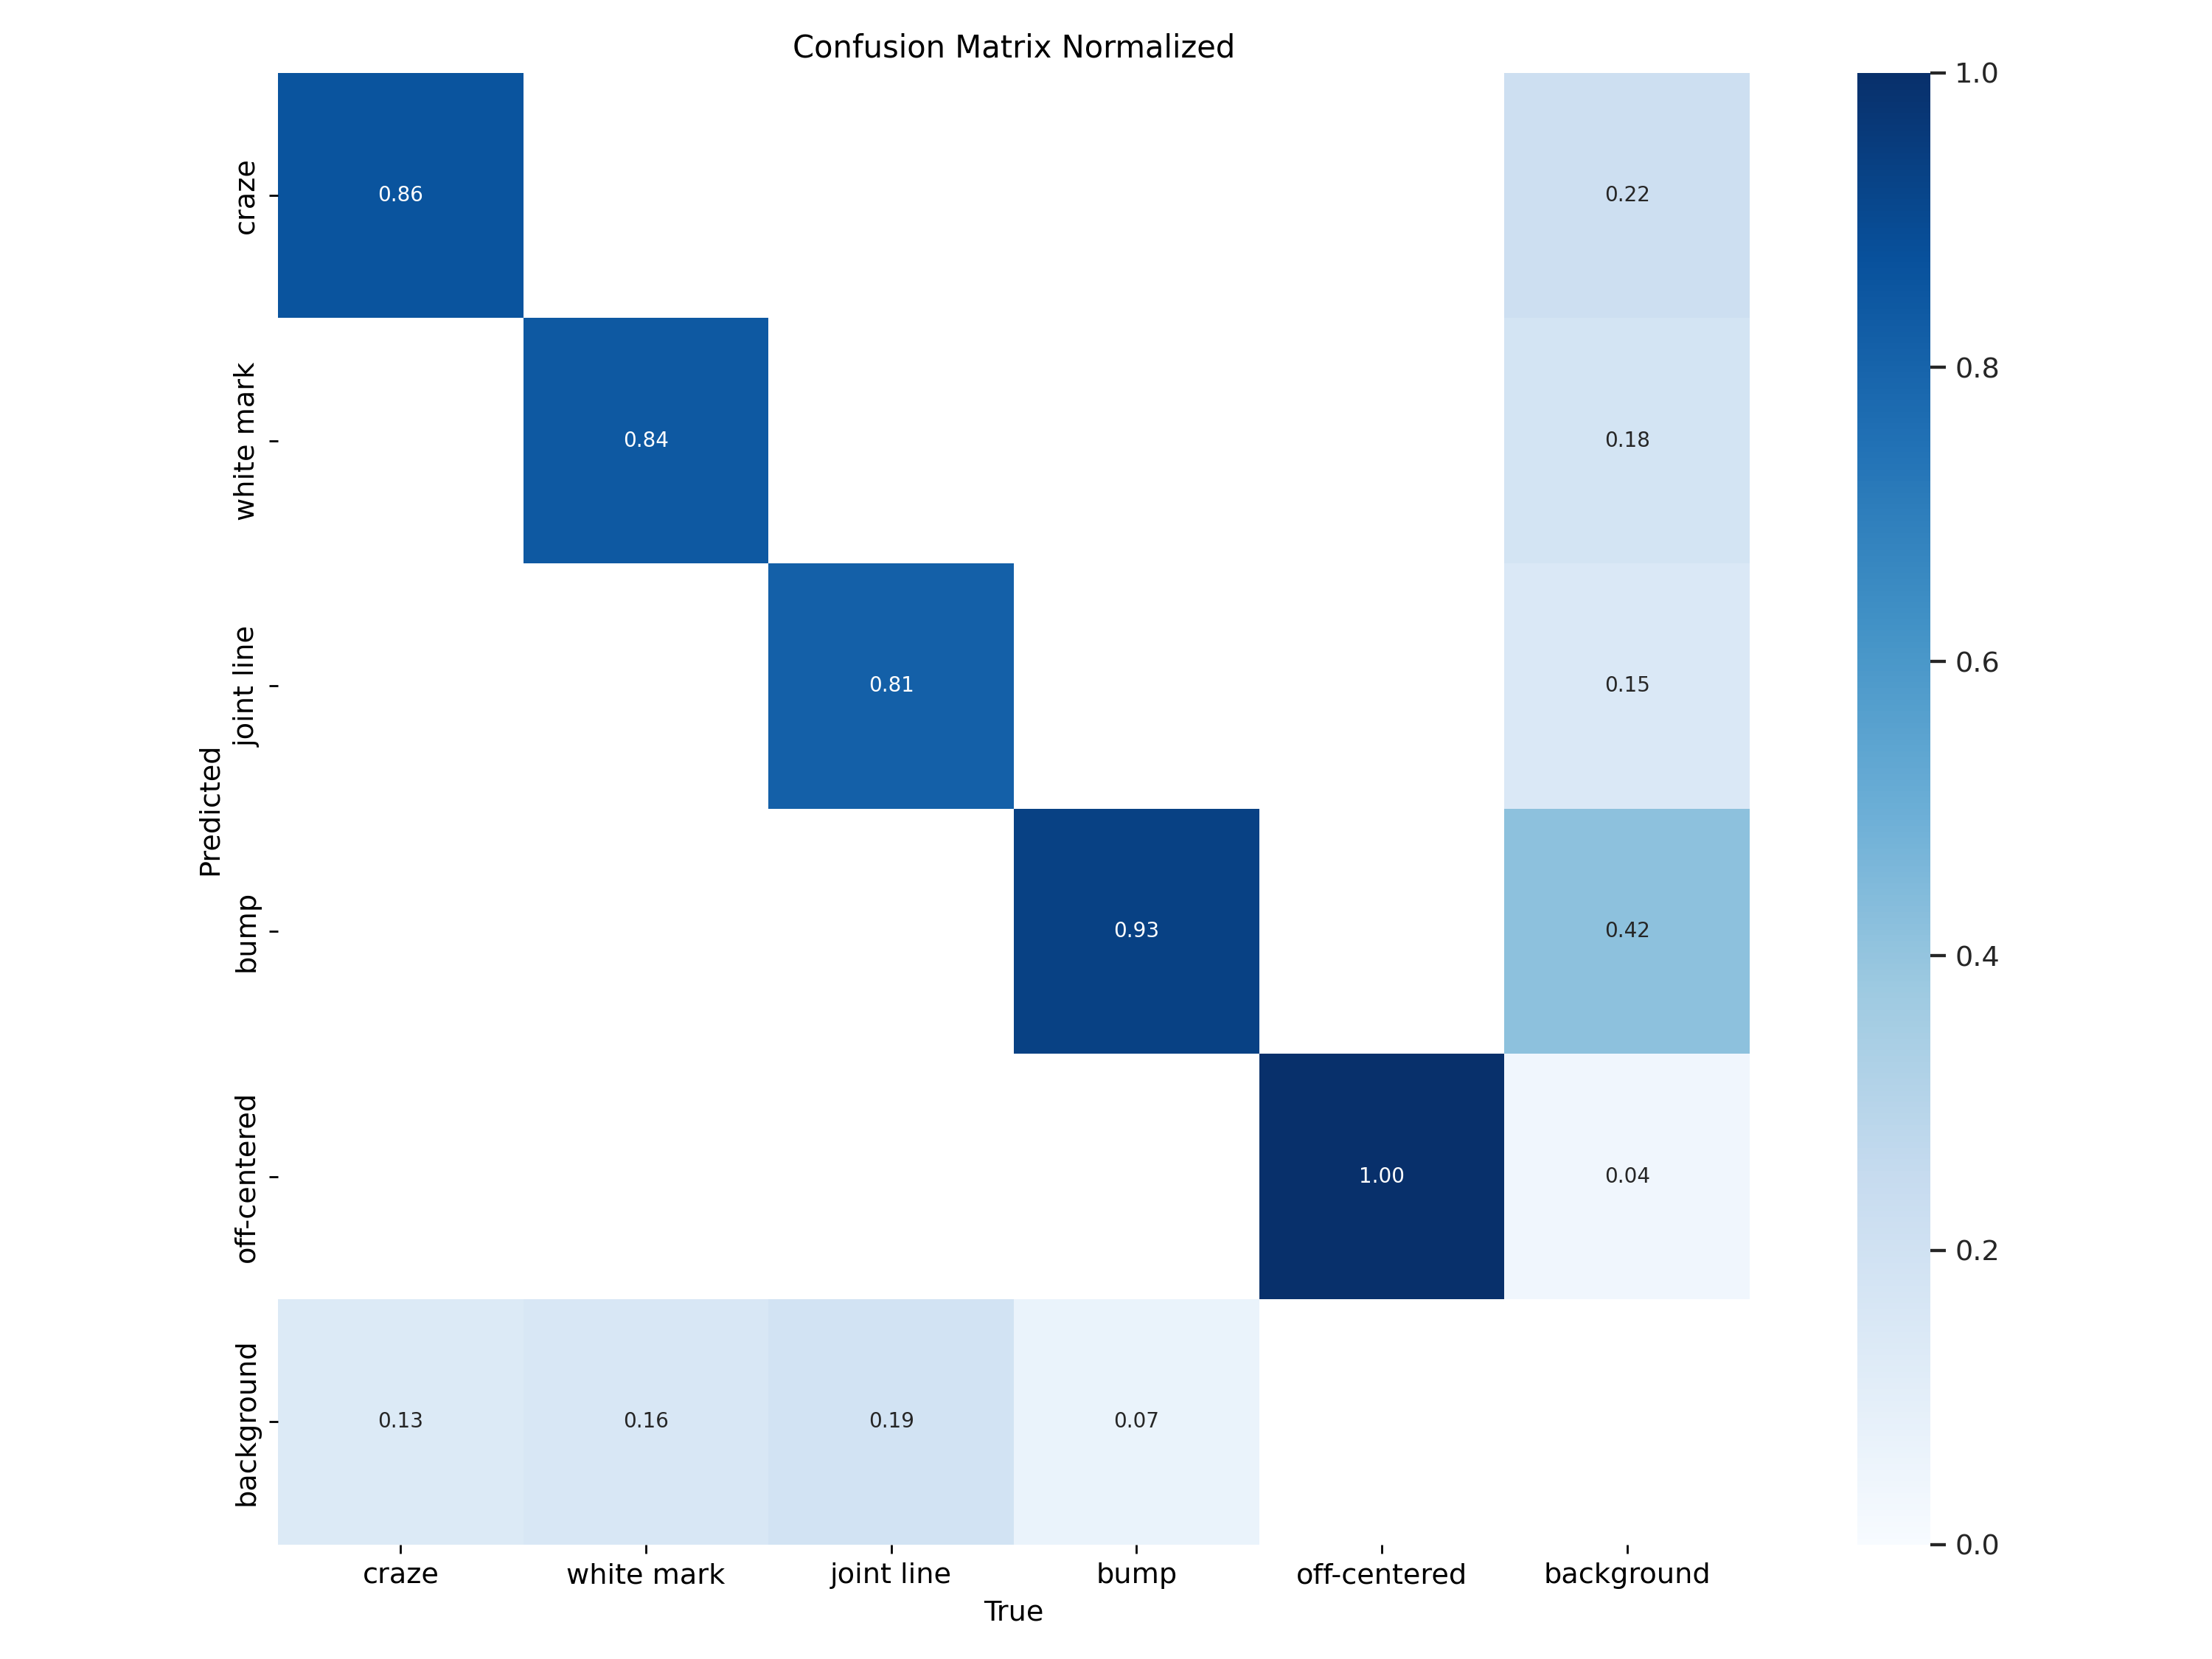 Confusion Matrix Normalized
craze
white mark
joint line
bump
off-centered
background
Predicted
0.86
0.22
0.84
0.18
0.81
0.15
0.93
0.42
1.00
0.04
0.13
0.16
0.19
0.07
craze
white mark
joint line
bump
off-centered
background
True
1.0
0.8
0.6
0.4
0.2
0.0